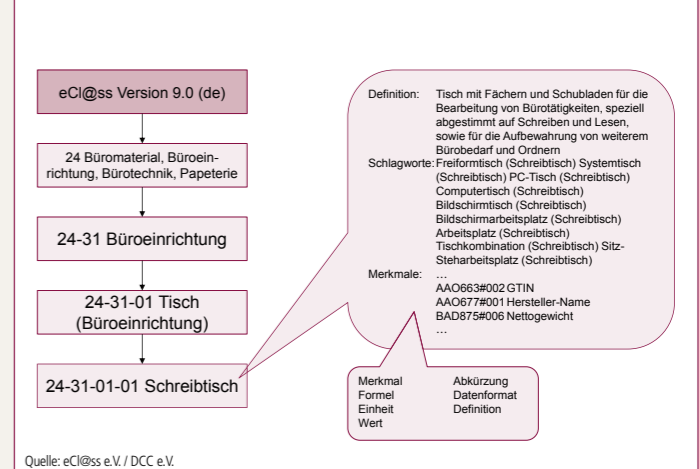 eCl@ss Version 9.0 (de)
24 Büromaterial, Büroein-
richtung, Bürotechnik, Papeterie
24-31 Büroeinrichtung
24-31-01 Tisch
(Büroeinrichtung)
24-31-01-01 Schreibtisch
Definition: Tisch mit Fächern und Schubladen für die
Bearbeitung von Bürotätigkeiten, speziell
abgestimmt auf Schreiben und Lesen,
sowie für die Aufbewahrung von weiterem
Bürobedarf und Ordnern
Schlagworte: Freiformtisch (Schreibtisch) Systemtisch
(Schreibtisch) PC-Tisch (Schreibtisch)
Computertisch (Schreibtisch)
Bildschirmtisch (Schreibtisch)
Bildschirmarbeitsplatz (Schreibtisch)
Arbeitsplatz (Schreibtisch)
Tischkombination (Schreibtisch) Sitz-
Steharbeitsplatz (Schreibtisch)
Merkmale: …
AAO663#002 GTIN
AAO677#001 Hersteller-Name
BAD875#006 Nettogewicht
…
Merkmal Abkürzung
Formel Datenformat
Einheit Definition
Wert
Quelle: eCl@ss e.V. / DCC e.V.